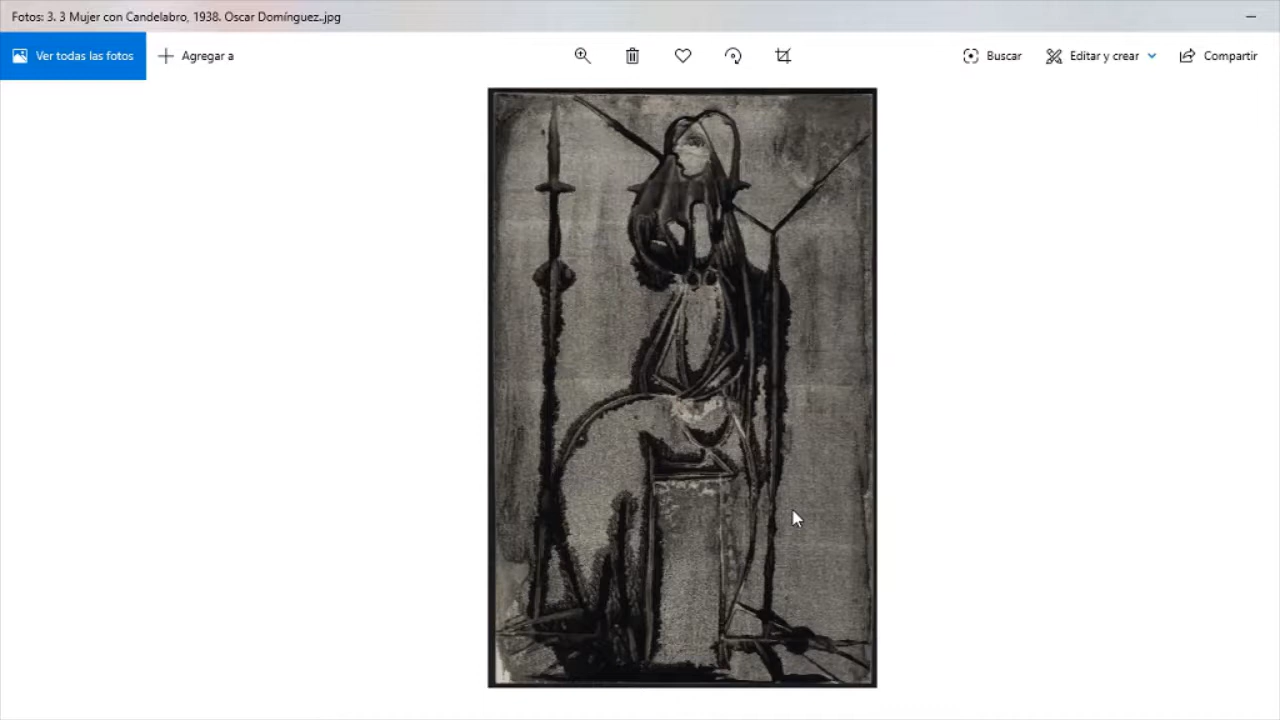 Fotos: 3. 3 Mujer con Candelabro, 1938. Oscar Domínguez..jpg
Ver todas las fotos
Agregar a
Buscar
Editar y crear
Compartir